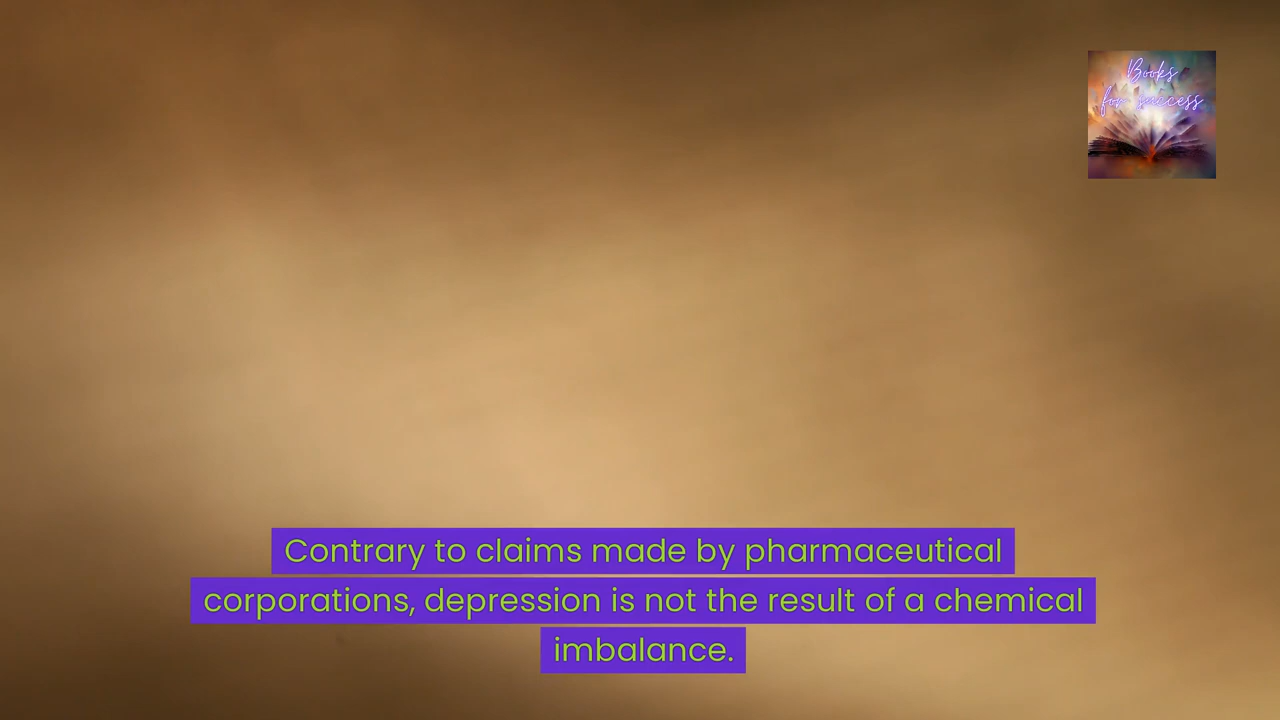 Books
for success
Contrary to claims made by pharmaceutical
corporations, depression is not the result of a chemical
imbalance.